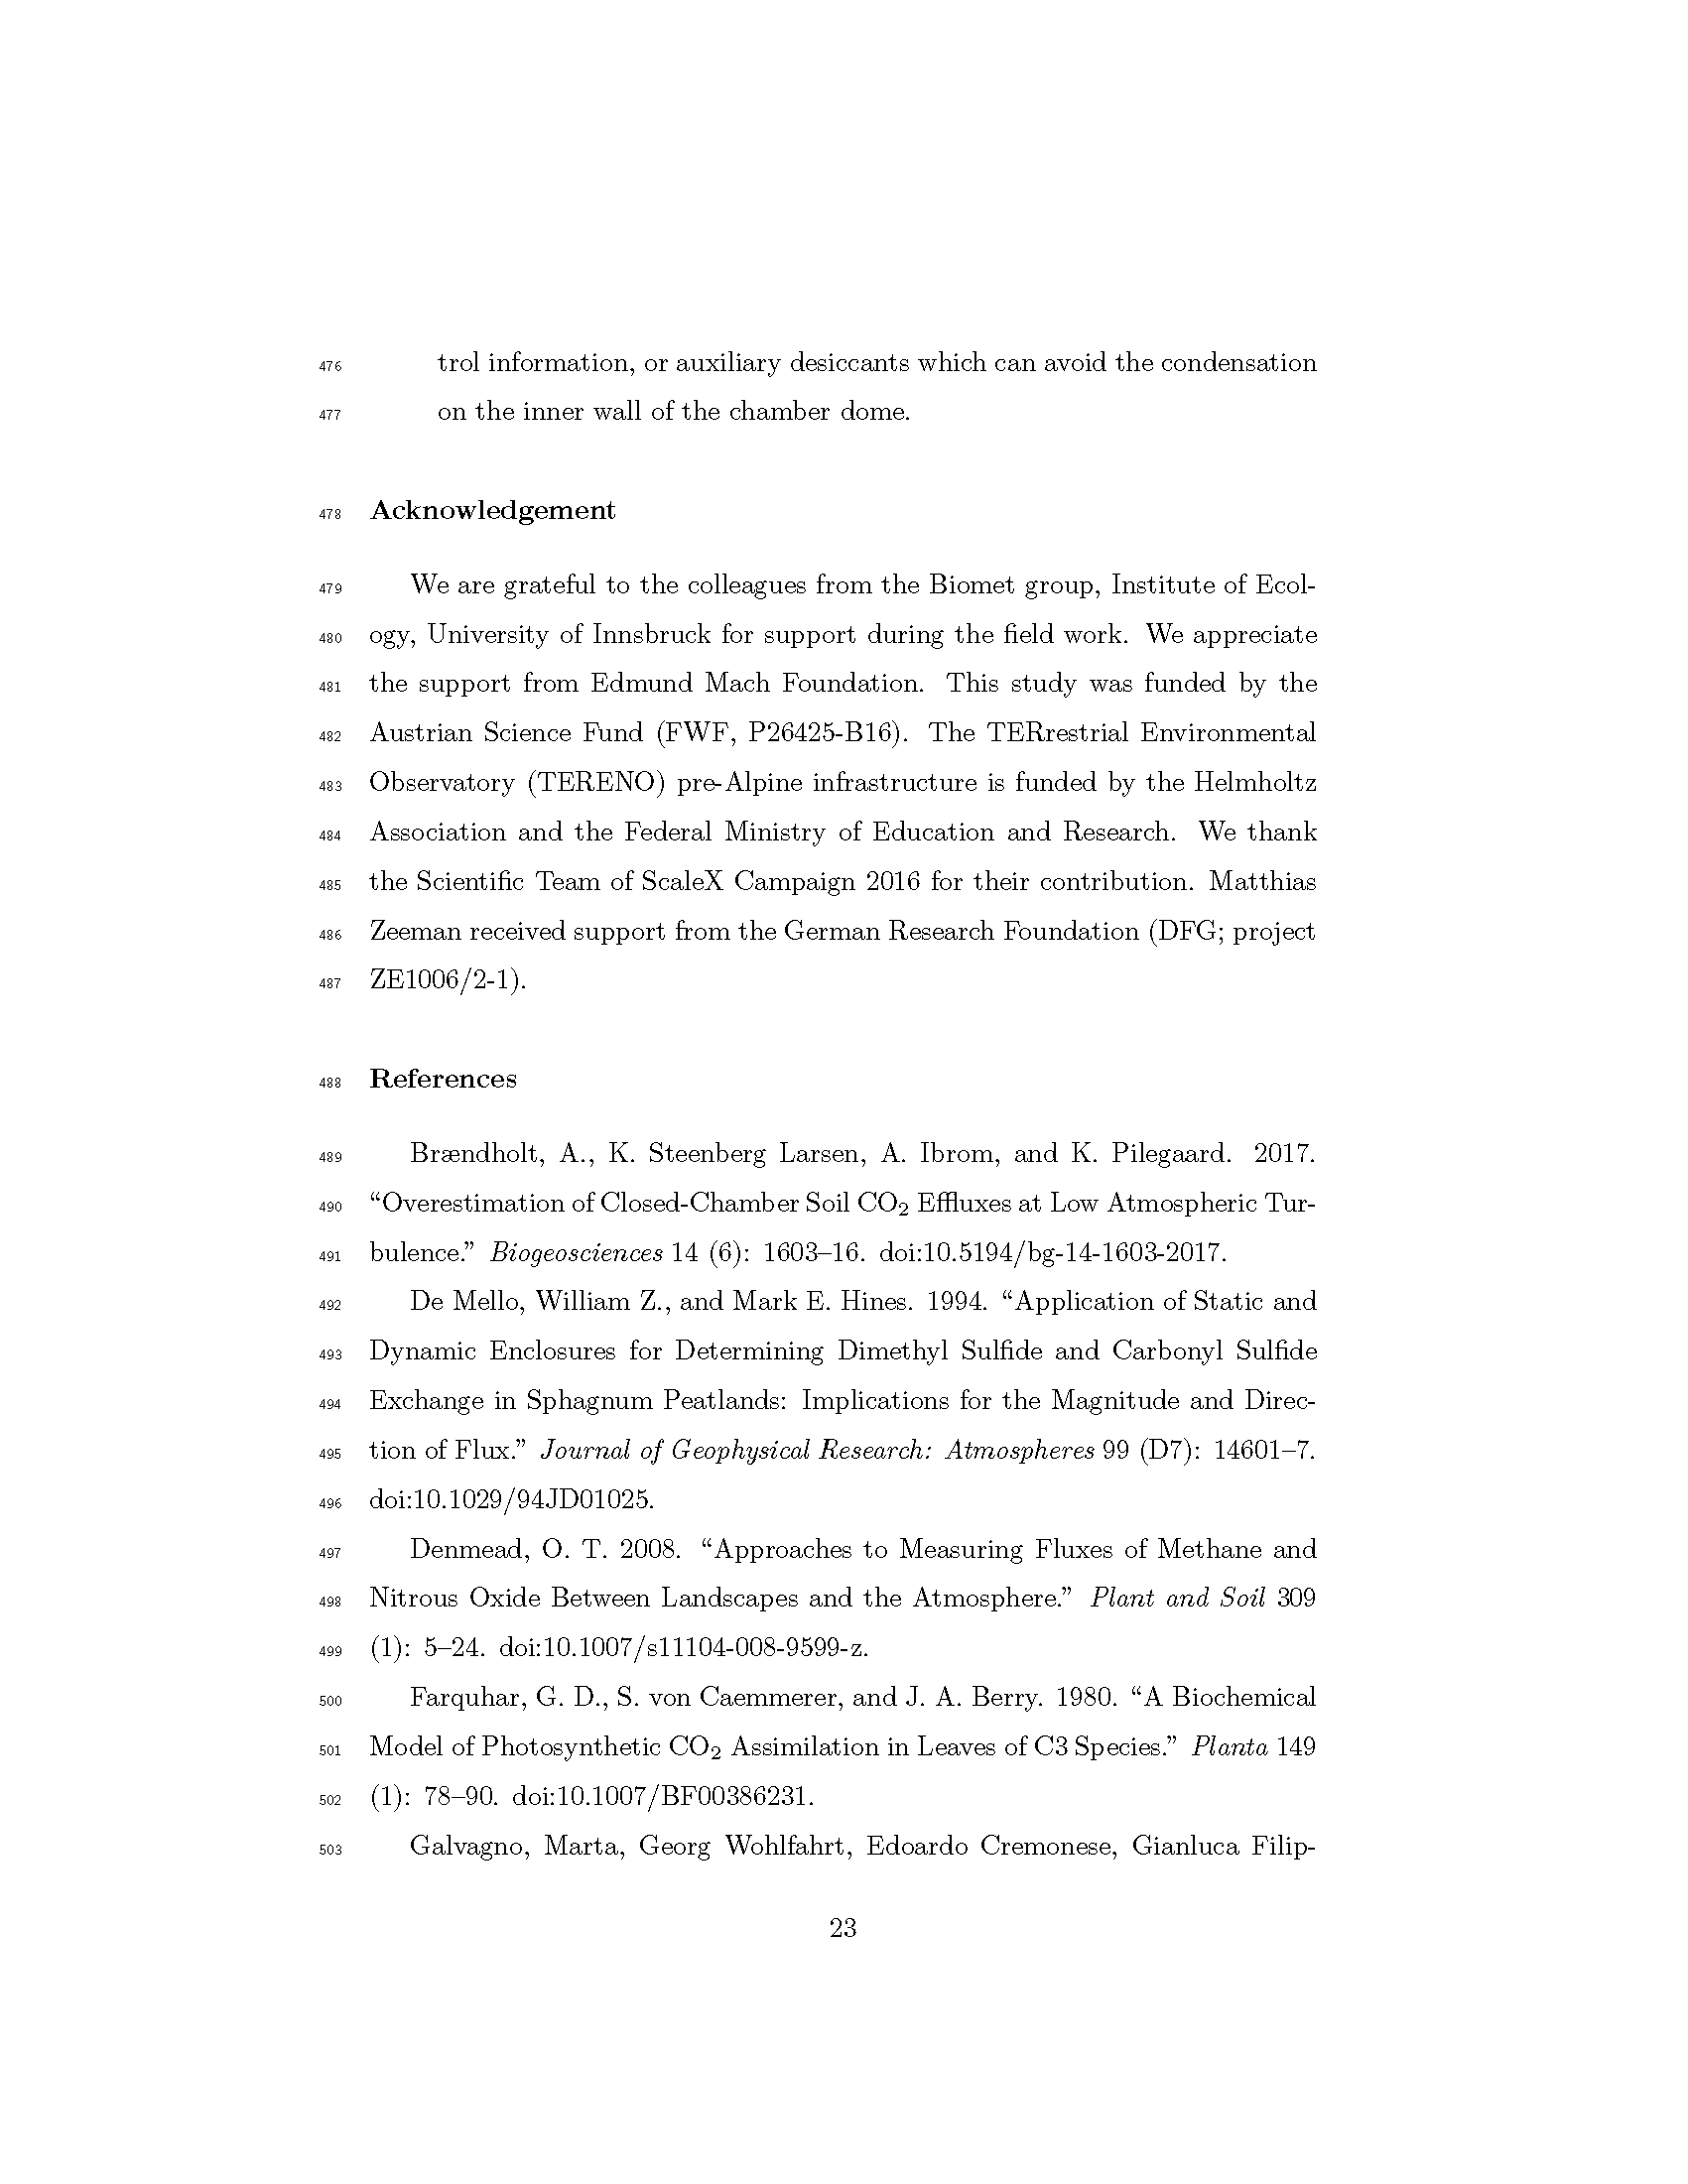 476 trol information, or auxiliary desiccants which can avoid the condensation
477 on the inner wall of the chamber dome.
478 Acknowledgement
479 We are grateful to the colleagues from the Biomet group, Institute of Ecol-
480 ogy, University of Innsbruck for support during the field work. We appreciate
481 the support from Edmund Mach Foundation. This study was funded by the
482 Austrian Science Fund (FWF, P26425-B16). The TERrestrial Environmental
483 Observatory (TERENO) pre-Alpine infrastructure is funded by the Helmholtz
484 Association and the Federal Ministry of Education and Research. We thank
485 the Scientific Team of ScaleX Campaign 2016 for their contribution. Matthias
486 Zeeman received support from the German Research Foundation (DFG; project
487 ZE1006/2-1).
488 References
489 Brændholt, A., K. Steenberg Larsen, A. Ibrom, and K. Pilegaard. 2017.
490 “Overestimation of Closed-Chamber Soil CO₂ Effluxes at Low Atmospheric Tur-
491 bulence.” Biogeosciences 14 (6): 1603–16. doi:10.5194/bg-14-1603-2017.
492 De Mello, William Z., and Mark E. Hines. 1994. “Application of Static and
493 Dynamic Enclosures for Determining Dimethyl Sulfide and Carbonyl Sulfide
494 Exchange in Sphagnum Peatlands: Implications for the Magnitude and Direc-
495 tion of Flux.” Journal of Geophysical Research: Atmospheres 99 (D7): 14601–7.
496 doi:10.1029/94JD01025.
497 Denmead, O. T. 2008. “Approaches to Measuring Fluxes of Methane and
498 Nitrous Oxide Between Landscapes and the Atmosphere.” Plant and Soil 309
499 (1): 5–24. doi:10.1007/s11104-008-9599-z.
500 Farquhar, G. D., S. von Caemmerer, and J. A. Berry. 1980. “A Biochemical
501 Model of Photosynthetic CO₂ Assimilation in Leaves of C3 Species.” Planta 149
502 (1): 78–90. doi:10.1007/BF00386231.
503 Galvagno, Marta, Georg Wohlfahrt, Edoardo Cremonese, Gianluca Filip-
23